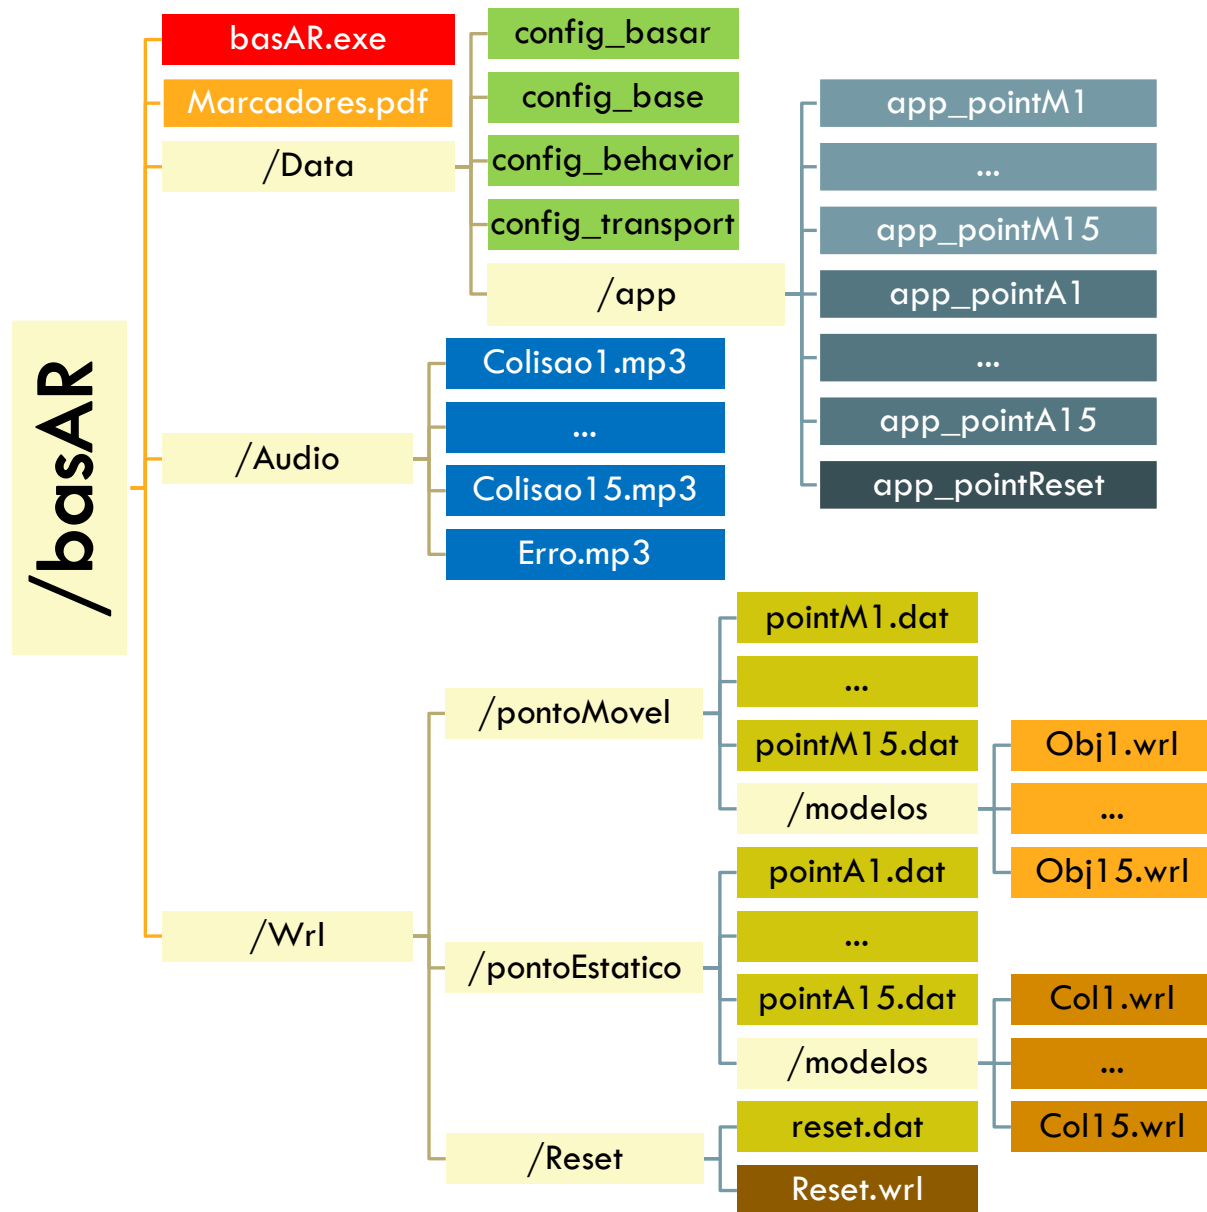 /basAR
basAR.exe
Marcadores.pdf
/Data
config_basar
config_base
config_behavior
config_transport
/app
app_pointM1
...
app_pointM15
app_pointA1
...
app_pointA15
app_pointReset
/Audio
Colisao1.mp3
...
Colisao15.mp3
Erro.mp3
/Wrl
/pontoMovel
pointM1.dat
...
pointM15.dat
/modelos
Obj1.wrl
...
Obj15.wrl
/pontoEstatico
pointA1.dat
...
pointA15.dat
/modelos
Col1.wrl
...
Col15.wrl
/Reset
reset.dat
Reset.wrl